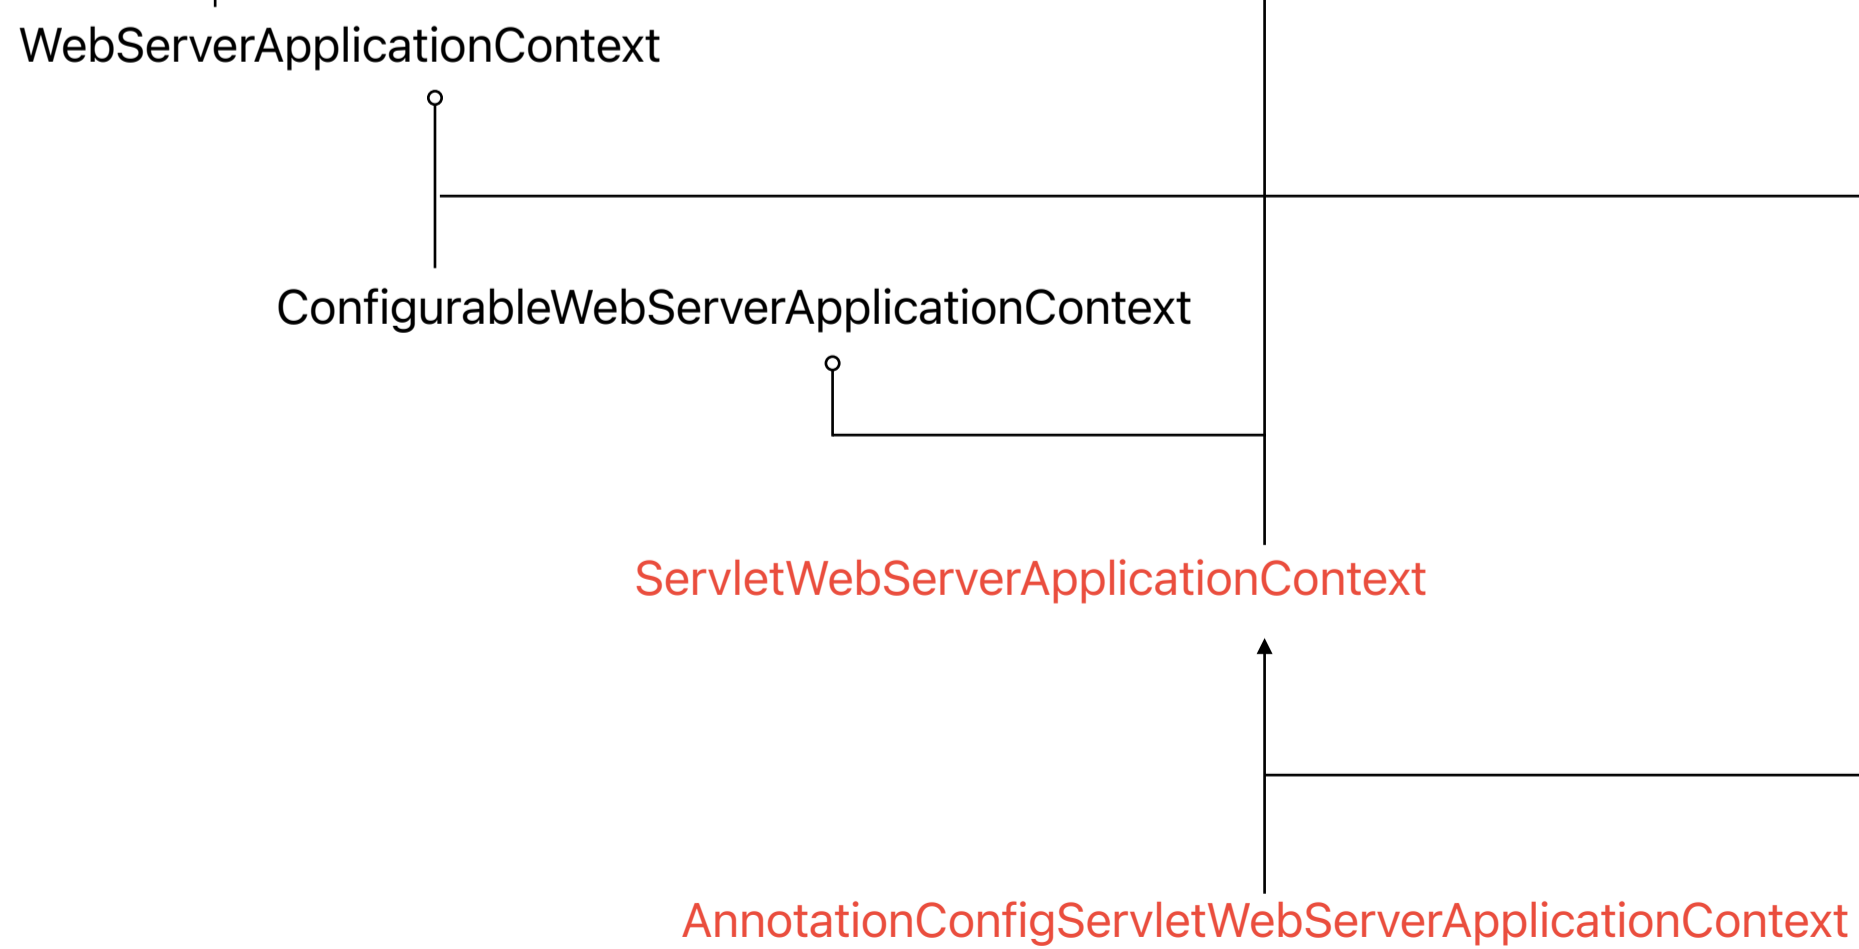 WebServerApplicationContext
ConfigurableWebServerApplicationContext
ServletWebServerApplicationContext
AnnotationConfigServletWebServerApplicationContext